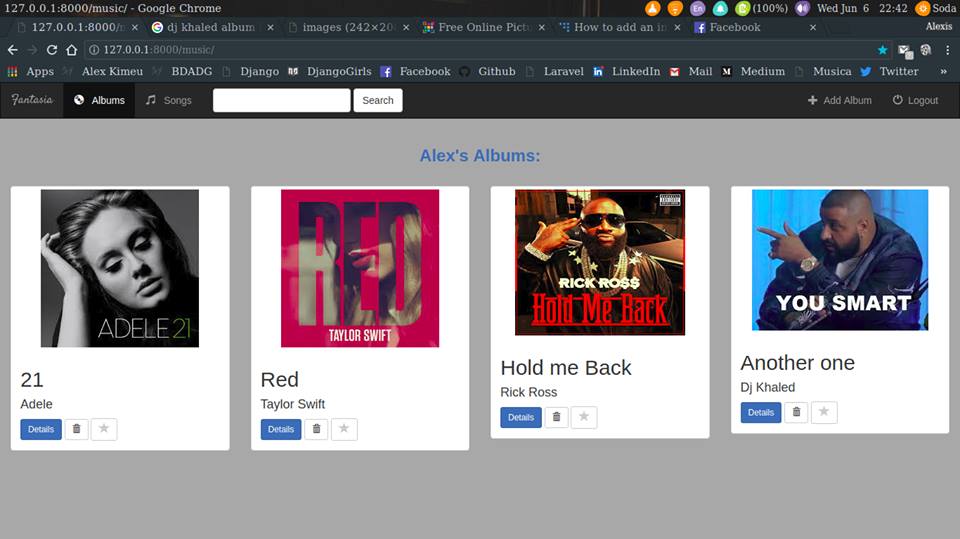 127.0.0.1:8000/music/ - Google Chrome
En (100%) Wed Jun 6 22:42 Soda
127.0.0.1:8000/m × dj khaled album × images (242×20 × Free Online Pictu × How to add an in × Facebook × Alexis
127.0.0.1:8000/music/
Apps Alex Kimeu BDADG Django DjangoGirls Facebook Github Laravel LinkedIn Mail Medium Musica Twitter »
Fantasia Albums Songs Search Add Album Logout
Alex's Albums:
ADELE 21
RED
TAYLOR SWIFT
RICK RO$$
Hold Me Back
YOU SMART
21
Adele
Details
Red
Taylor Swift
Details
Hold me Back
Rick Ross
Details
Another one
Dj Khaled
Details